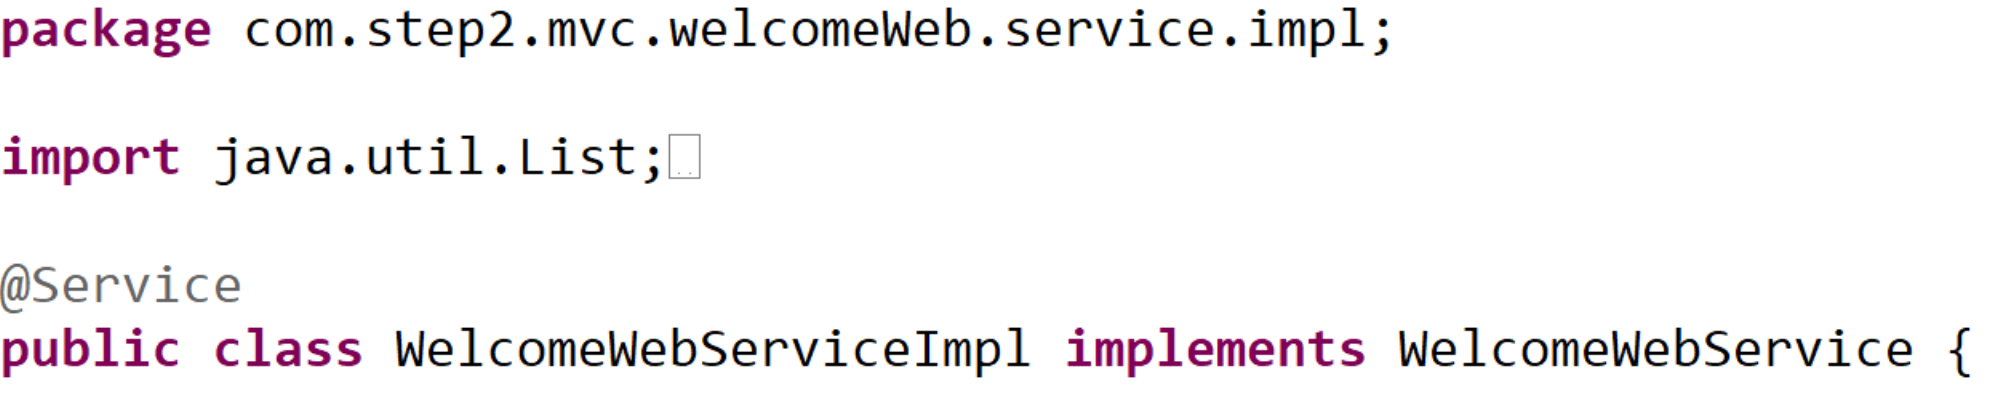 package com.step2.mvc.welcomeWeb.service.impl;
import java.util.List;
@Service
public class WelcomeWebServiceImpl implements WelcomeWebService {